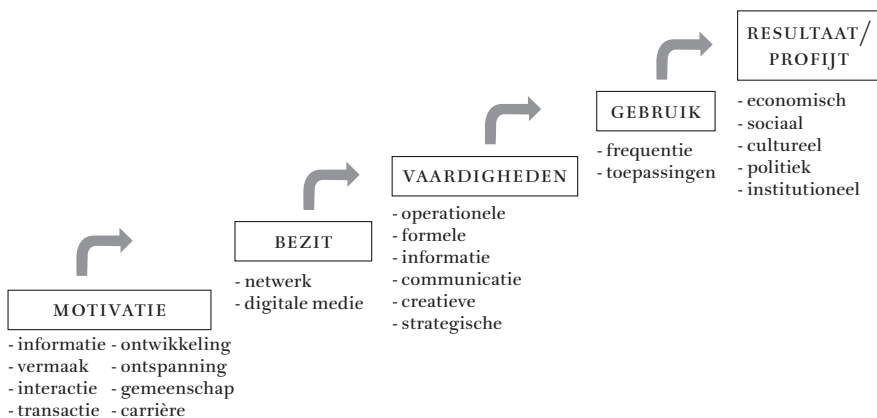 MOTIVATIE
- informatie - ontwikkeling
- vermaak - ontspanning
- interactie - gemeenschap
- transactie - carrière
BEZIT
- netwerk
- digitale medie
VAARDIGHEDEN
- operationele
- formele
- informatie
- communicatie
- creatieve
- strategische
GEBRUIK
- frequentie
- toepassingen
RESULTAAT/
PROFIJT
- economisch
- sociaal
- cultureel
- politiek
- institutioneel